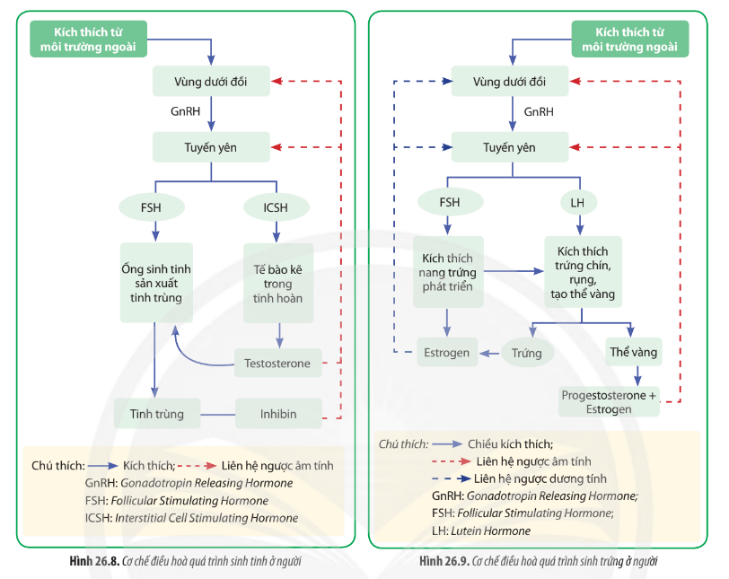 Kích thích từ
môi trường ngoài
Vùng dưới đồi
GnRH
Tuyến yên
FSH
ICSH
Ống sinh tinh
sản xuất
tinh trùng
Tế bào kẽ
trong
tinh hoàn
Testosterone
Tinh trùng
Inhibin
Chú thích: Kích thích; Liên hệ ngược âm tính
GnRH: Gonadotropin Releasing Hormone
FSH: Follicular Stimulating Hormone
ICSH: Interstitial Cell Stimulating Hormone
Hình 26.8. Cơ chế điều hoà quá trình sinh tinh ở người
Kích thích từ
môi trường ngoài
Vùng dưới đồi
GnRH
Tuyến yên
FSH
LH
Kích thích
nang trứng
phát triển
Kích thích
trứng chín,
rụng,
tạo thể vàng
Estrogen
Trứng
Thể vàng
Progestosterone +
Estrogen
Chú thích: Chiều kích thích;
Liên hệ ngược âm tính
Liên hệ ngược dương tính
GnRH: Gonadotropin Releasing Hormone;
FSH: Follicular Stimulating Hormone;
LH: Lutein Hormone
Hình 26.9. Cơ chế điều hoà quá trình sinh trứng ở người